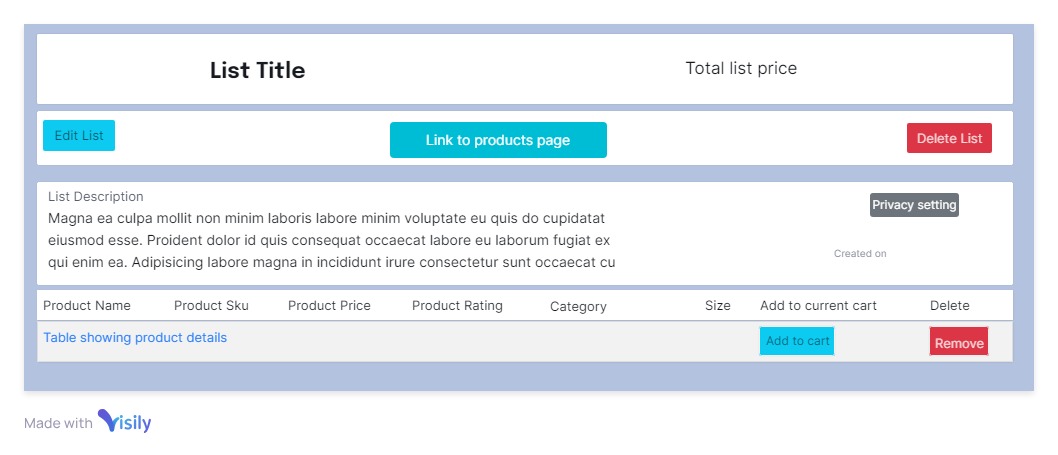 List Title
Total list price
Edit List
Link to products page
Delete List
List Description
Privacy setting
Magna ea culpa mollit non minim laboris labore minim voluptate eu quis do cupidatat
eiusmod esse. Proident dolor id quis consequat occaecat labore eu laborum fugiat ex
qui enim ea. Adipisicing labore magna in incididunt irure consectetur sunt occaecat cu
Created on
Product Name Product Sku Product Price Product Rating Category Size Add to current cart Delete
Table showing product details Add to cart Remove
Made with Visily